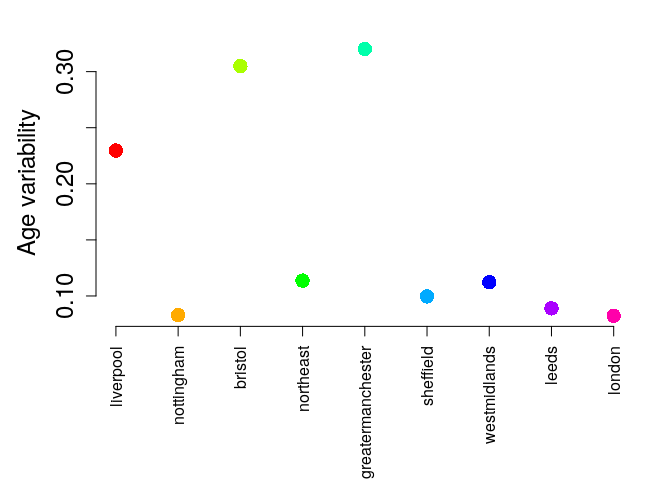 Age variability
0.30
0.20
0.10
liverpool
nottingham
bristol
northeast
greatermanchester
sheffield
westmidlands
leeds
london